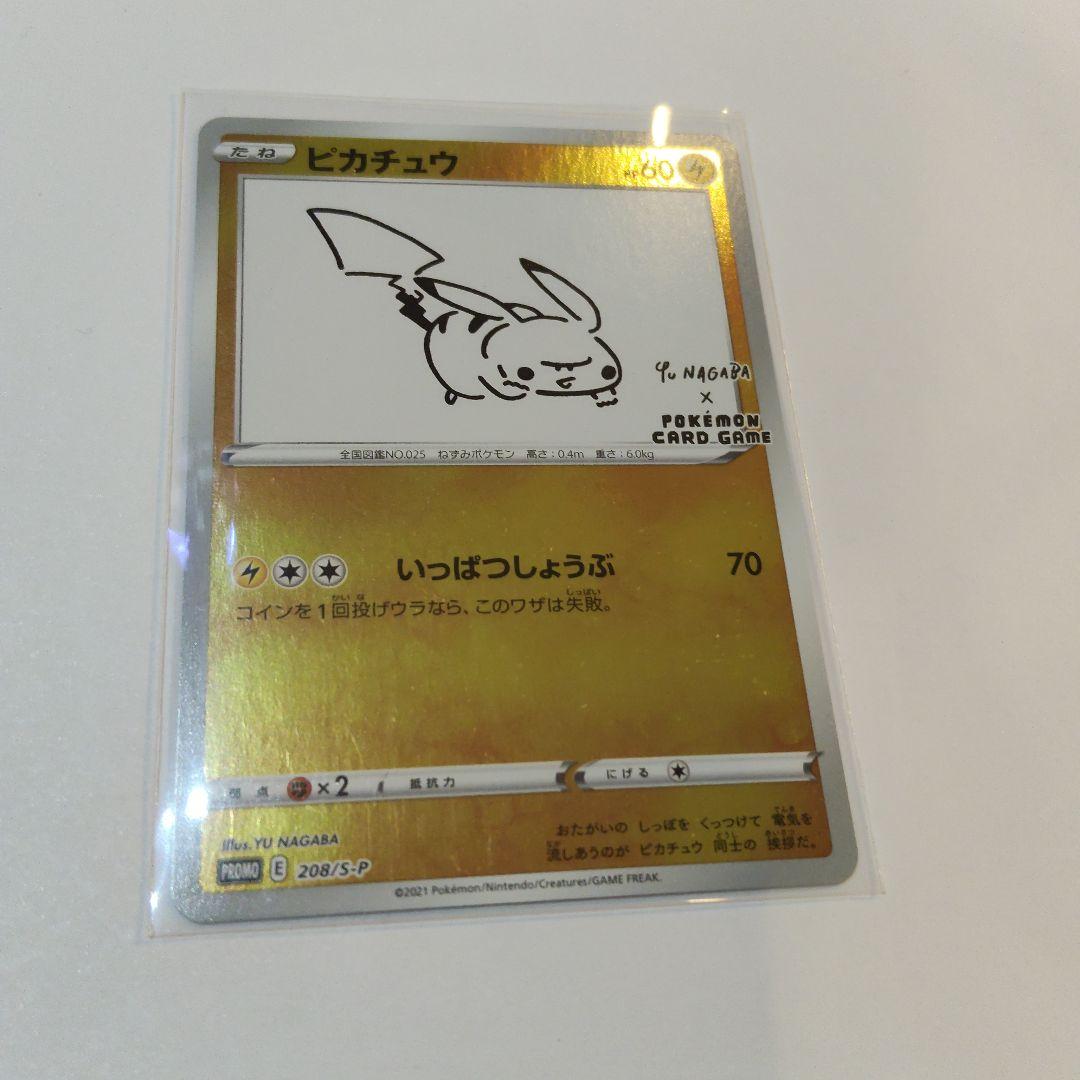 たね ピカチュウ HP60
Yu NAGABA
×
POKÉMON
CARD GAME
全国図鑑NO.025 ねずみポケモン 高さ:0.4m 重さ:6.0kg
いっぱつしょうぶ 70
コインを1回投げウラなら、このワザは失敗。
弱点 ×2 抵抗力 にげる
おたがいの しっぽを くっつけて 電気を
流しあうのが ピカチュウ 同士の 挨拶だ。
Illus. YU NAGABA
PROMO E 208/S-P
©2021 Pokémon/Nintendo/Creatures/GAME FREAK.